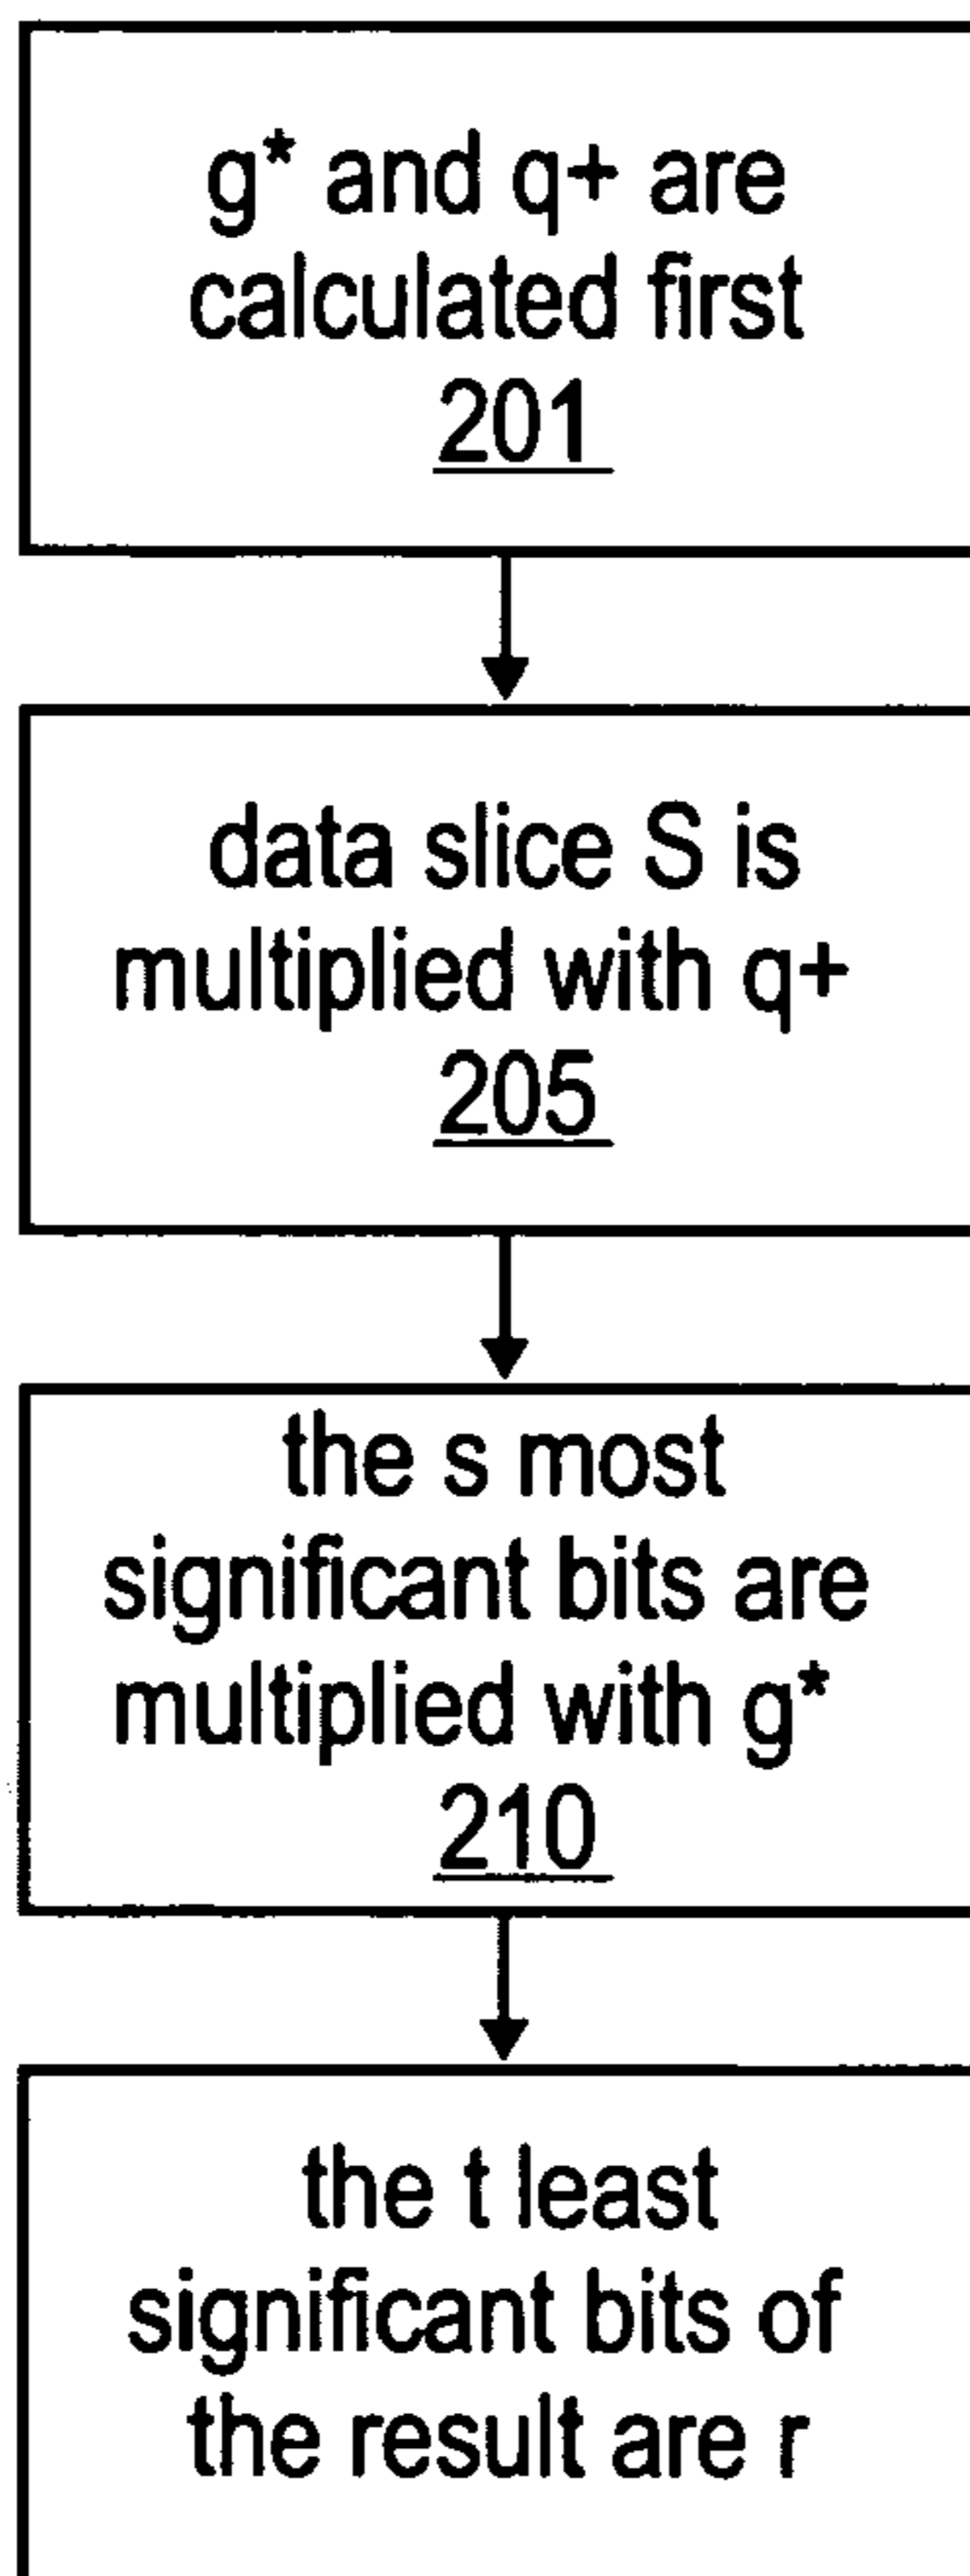 g* and q+ are
calculated first
201
data slice S is
multiplied with q+
205
the s most
significant bits are
multiplied with g*
210
the t least
significant bits of
the result are r